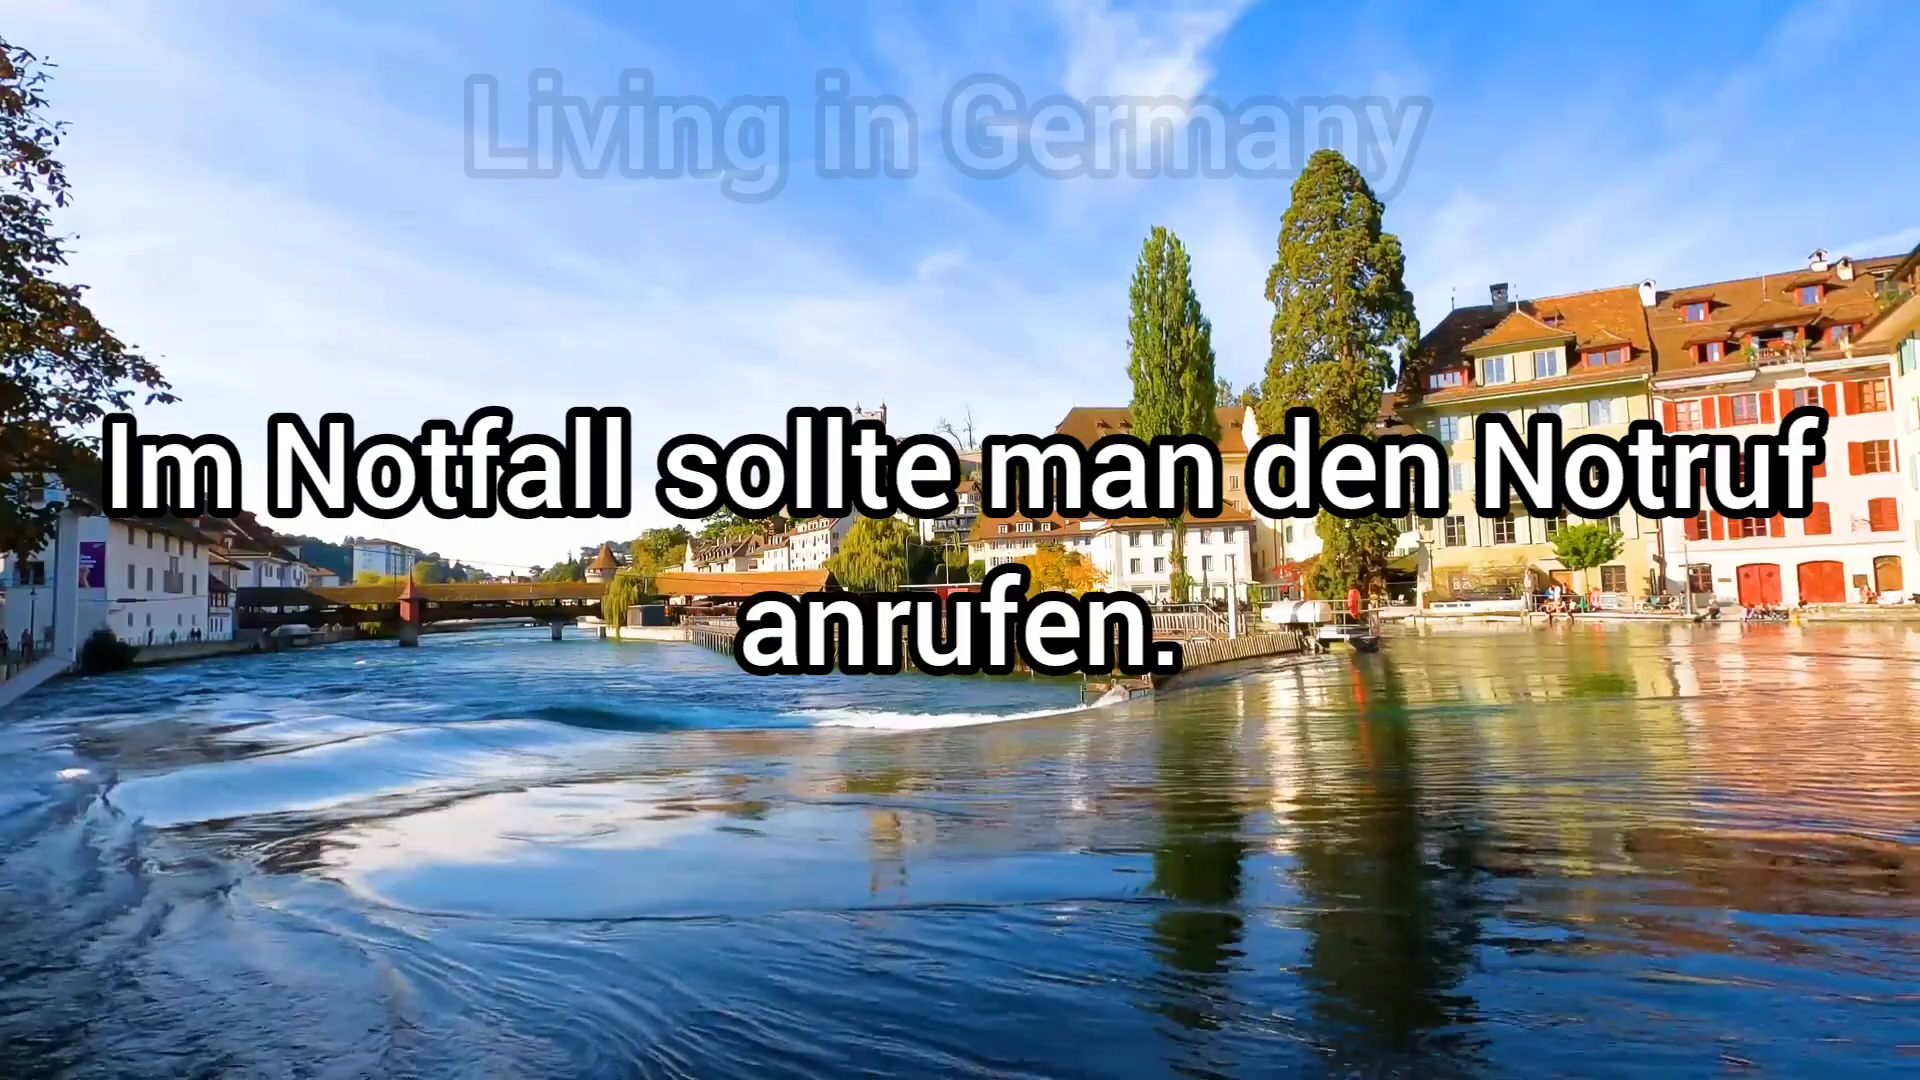 Living in Germany
Im Notfall sollte man den Notruf
anrufen.